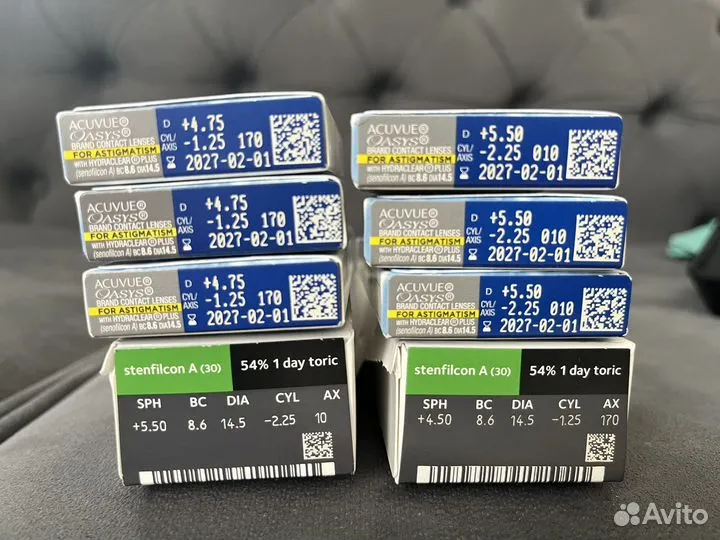 ACUVUE®
OASYS®
BRAND CONTACT LENSES
FOR ASTIGMATISM
WITH HYDRACLEAR® PLUS
(senofilcon A) BC 8.6 DIA 14.5
D +4.75
CYL/AXIS -1.25 170
2027-02-01
ACUVUE®
OASYS®
BRAND CONTACT LENSES
FOR ASTIGMATISM
WITH HYDRACLEAR® PLUS
(senofilcon A) BC 8.6 DIA 14.5
D +5.50
CYL/AXIS -2.25 010
2027-02-01
ACUVUE®
OASYS®
BRAND CONTACT LENSES
FOR ASTIGMATISM
WITH HYDRACLEAR® PLUS
(senofilcon A) BC 8.6 DIA 14.5
D +4.75
CYL/AXIS -1.25 170
2027-02-01
ACUVUE®
OASYS®
BRAND CONTACT LENSES
FOR ASTIGMATISM
WITH HYDRACLEAR® PLUS
(senofilcon A) BC 8.6 DIA 14.5
D +5.50
CYL/AXIS -2.25 010
2027-02-01
ACUVUE®
OASYS®
BRAND CONTACT LENSES
FOR ASTIGMATISM
WITH HYDRACLEAR® PLUS
(senofilcon A) BC 8.6 DIA 14.5
D +4.75
CYL/AXIS -1.25 170
2027-02-01
ACUVUE®
OASYS®
BRAND CONTACT LENSES
FOR ASTIGMATISM
WITH HYDRACLEAR® PLUS
(senofilcon A) BC 8.6 DIA 14.5
D +5.50
CYL/AXIS -2.25 010
2027-02-01
stenfilcon A (30) 54% 1 day toric
SPH BC DIA CYL AX
+5.50 8.6 14.5 -2.25 10
stenfilcon A (30) 54% 1 day toric
SPH BC DIA CYL AX
+4.50 8.6 14.5 -1.25 170
Avito